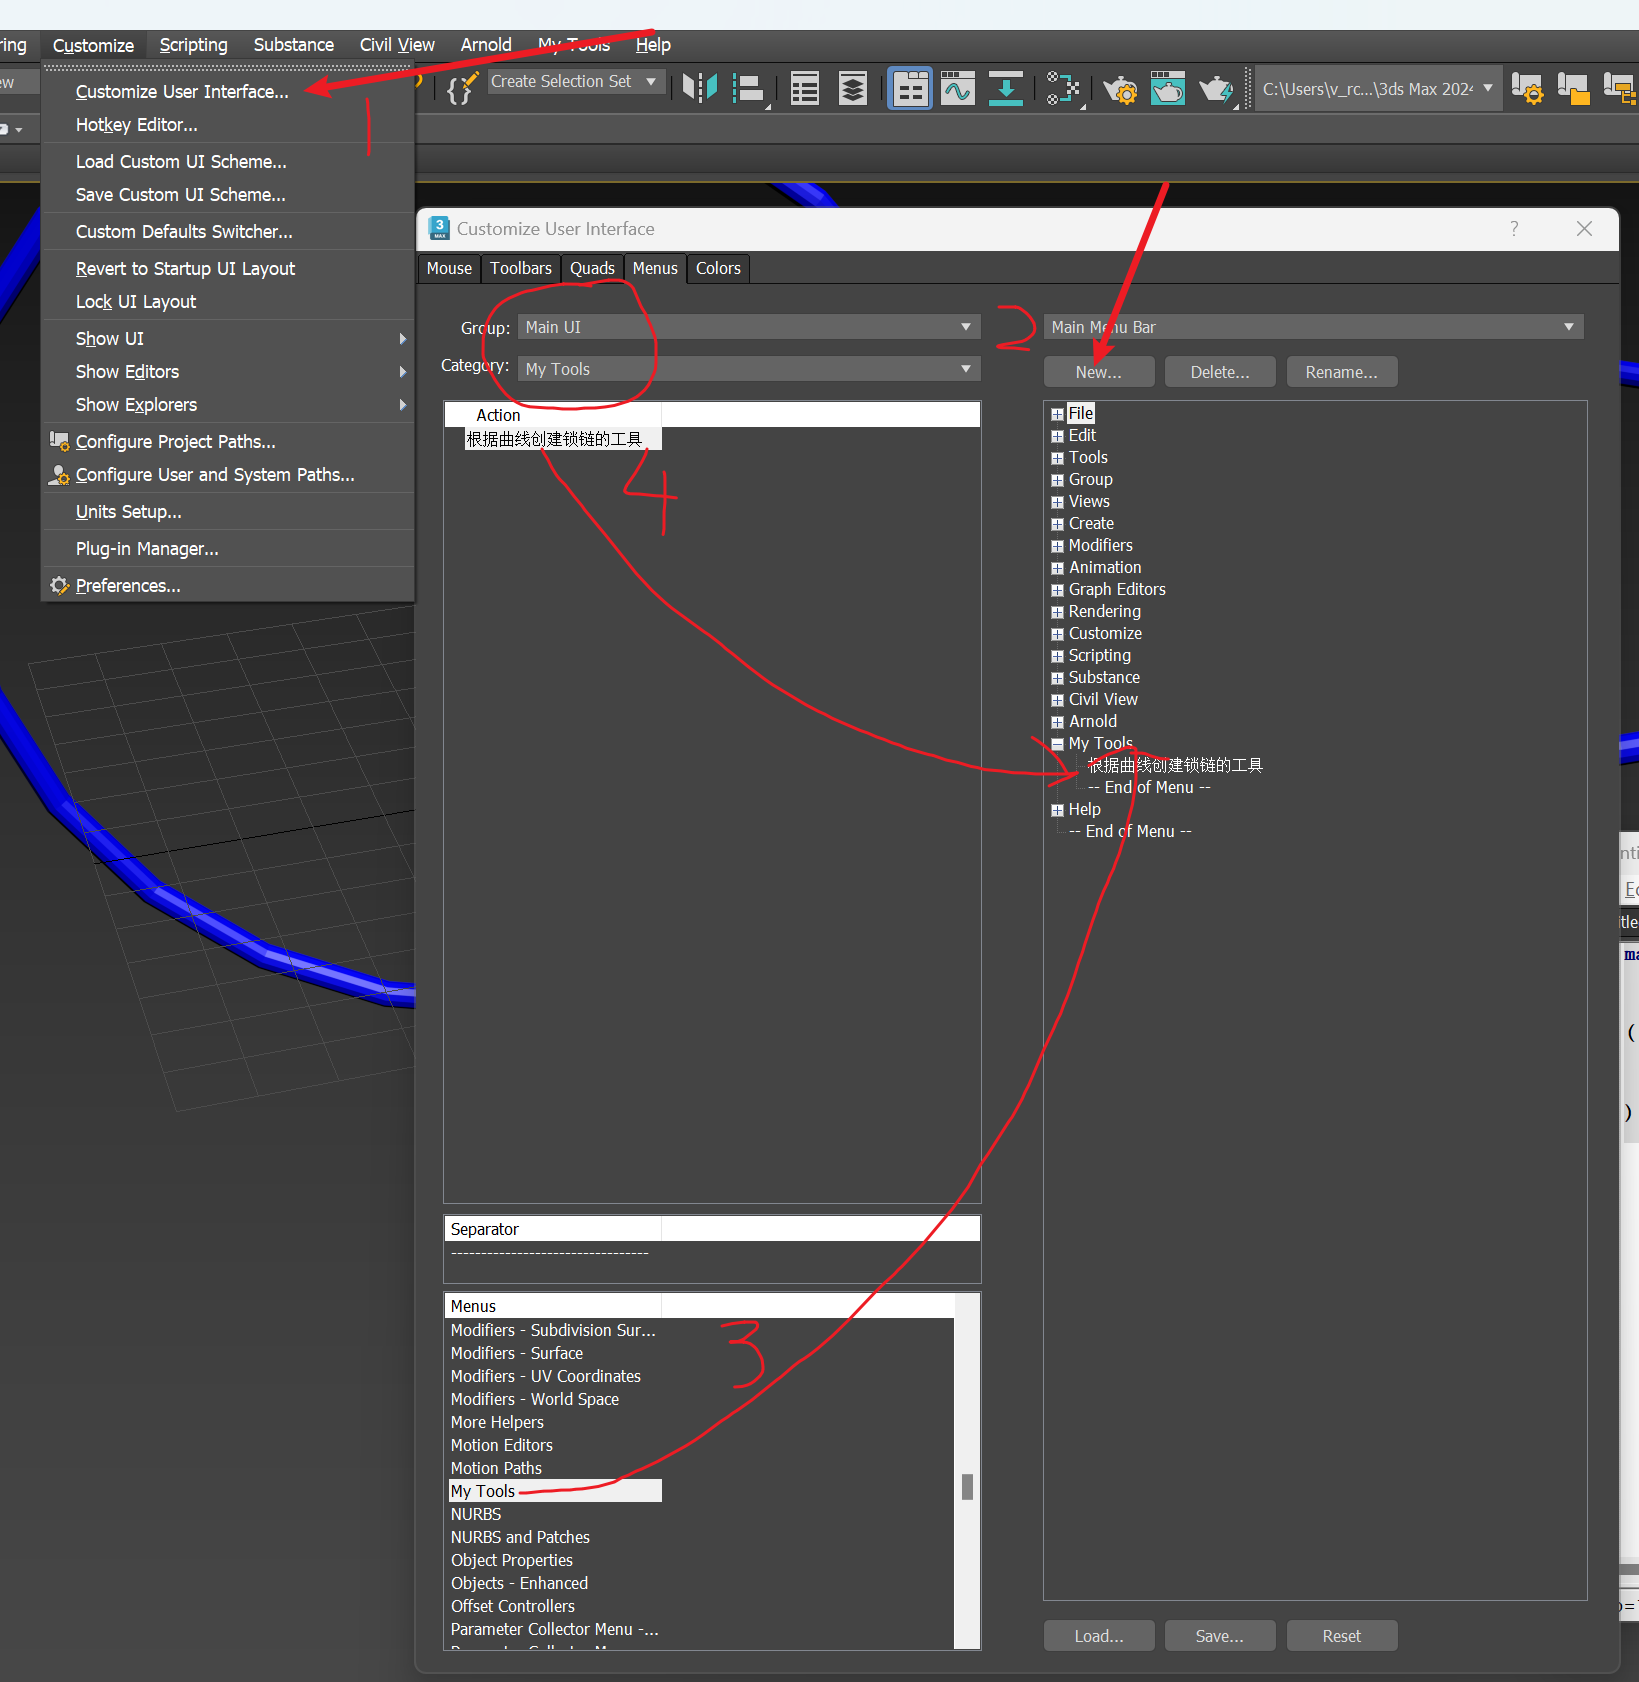 ring Customize Scripting Substance Civil View Arnold My Tools Help
Create Selection Set
C:\Users\v_rc...\3ds Max 2024
Customize User Interface...
Hotkey Editor...
Load Custom UI Scheme...
Save Custom UI Scheme...
Custom Defaults Switcher...
Revert to Startup UI Layout
Lock UI Layout
Show UI
Show Editors
Show Explorers
Configure Project Paths...
Configure User and System Paths...
Units Setup...
Plug-in Manager...
Preferences...
1
Customize User Interface
Mouse Toolbars Quads Menus Colors
Group: Main UI
Category: My Tools
Action
根据曲线创建锁链的工具
4
Separator
---------------------------------
Menus
Modifiers - Subdivision Sur...
Modifiers - Surface
Modifiers - UV Coordinates
Modifiers - World Space
More Helpers
Motion Editors
Motion Paths
My Tools
NURBS
NURBS and Patches
Object Properties
Objects - Enhanced
Offset Controllers
Parameter Collector Menu -...
3
2
Main Menu Bar
New... Delete... Rename...
File
Edit
Tools
Group
Views
Create
Modifiers
Animation
Graph Editors
Rendering
Customize
Scripting
Substance
Civil View
Arnold
My Tools
根据曲线创建锁链的工具
-- End of Menu --
Help
-- End of Menu --
Load... Save... Reset
(
)